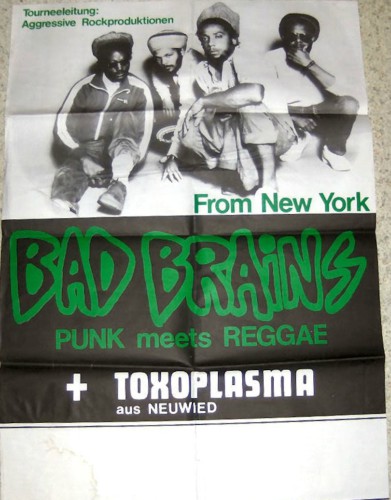 Tourneeleitung:
Aggressive Rockproduktionen
From New York
BAD BRAINS
PUNK meets REGGAE
+ TOXOPLASMA
aus NEUWIED